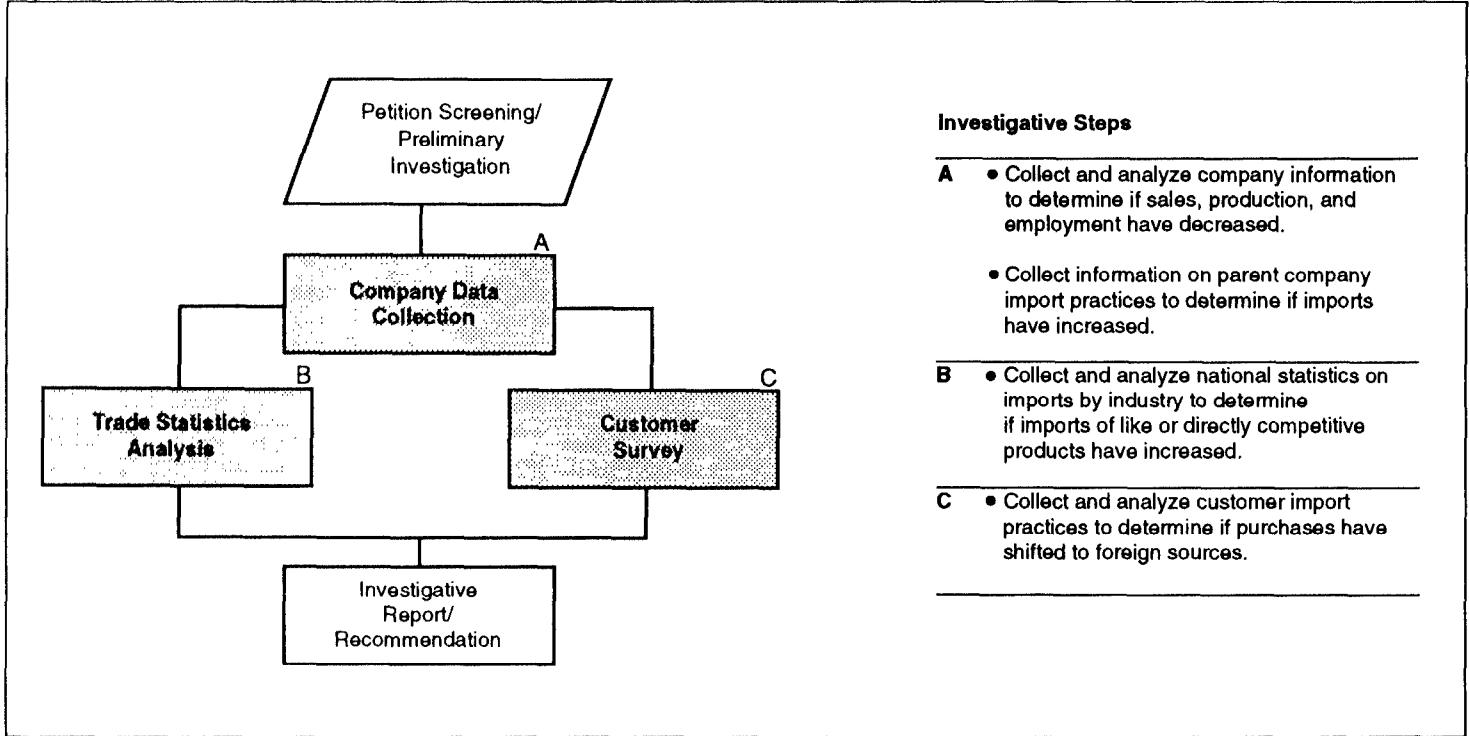 Petition Screening/
Preliminary
Investigation
A
Company Data
Collection
B
Trade Statistics
Analysis
C
Customer
Survey
Investigative
Report/
Recommendation
Investigative Steps
A • Collect and analyze company information
to determine if sales, production, and
employment have decreased.
• Collect information on parent company
import practices to determine if imports
have increased.
B • Collect and analyze national statistics on
imports by industry to determine
if imports of like or directly competitive
products have increased.
C • Collect and analyze customer import
practices to determine if purchases have
shifted to foreign sources.